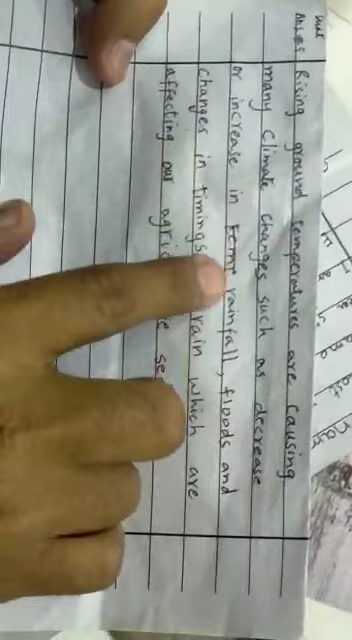 Rising ground temperatures are causing
many climate changes such as decrease
or increase in rainfall, floods and
changes in timings rain which are
affecting our